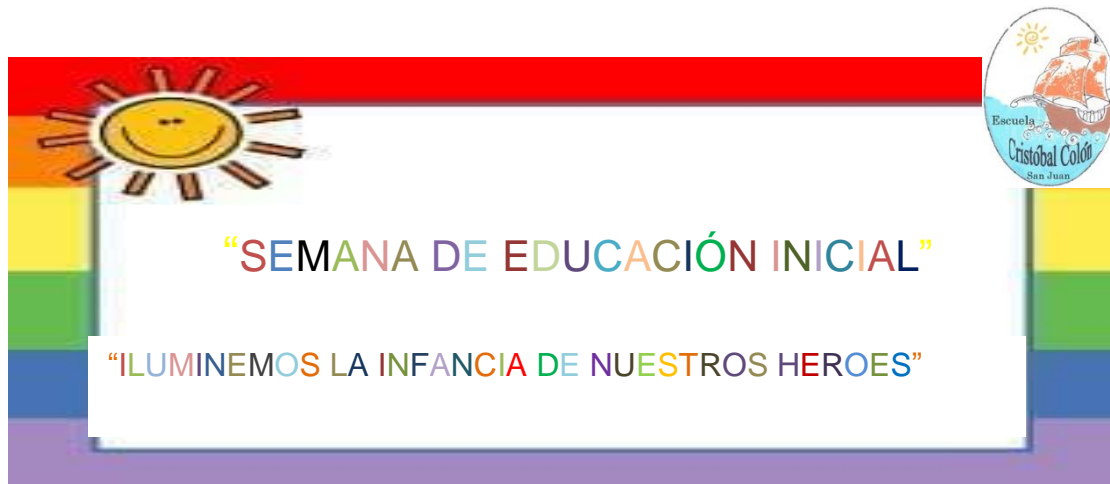 Escuela
Cristóbal Colón
San Juan
“SEMANA DE EDUCACIÓN INICIAL”
“ILUMINEMOS LA INFANCIA DE NUESTROS HEROES”